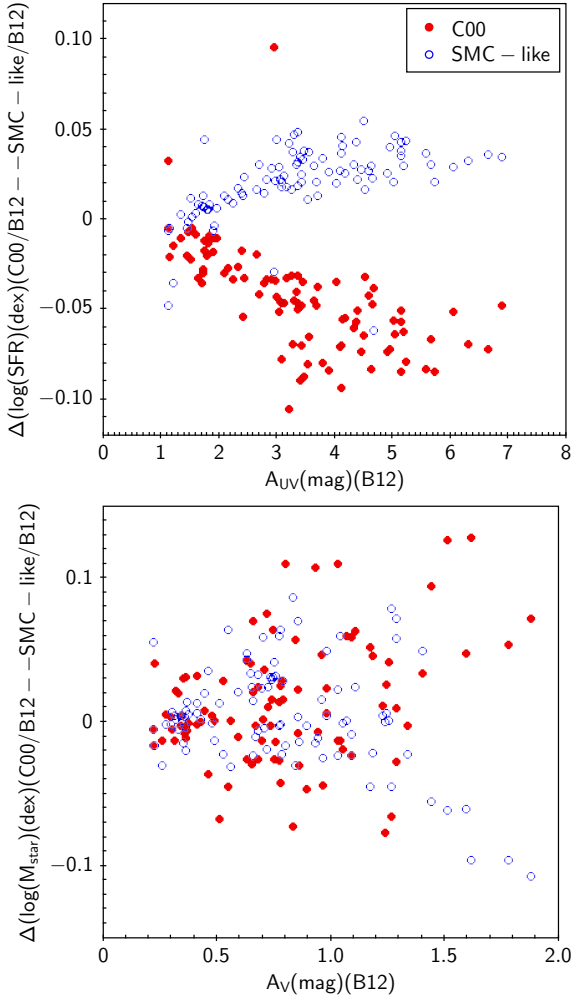 C00
SMC – like
0.10
0.05
0
−0.05
−0.10
Δ(log(SFR)(dex)(C00/B12 − −SMC − like/B12)
0 1 2 3 4 5 6 7 8
A_UV(mag)(B12)
0.1
0
−0.1
Δ(log(M_star)(dex)(C00/B12 − −SMC − like/B12)
0 0.5 1.0 1.5 2.0
A_V(mag)(B12)